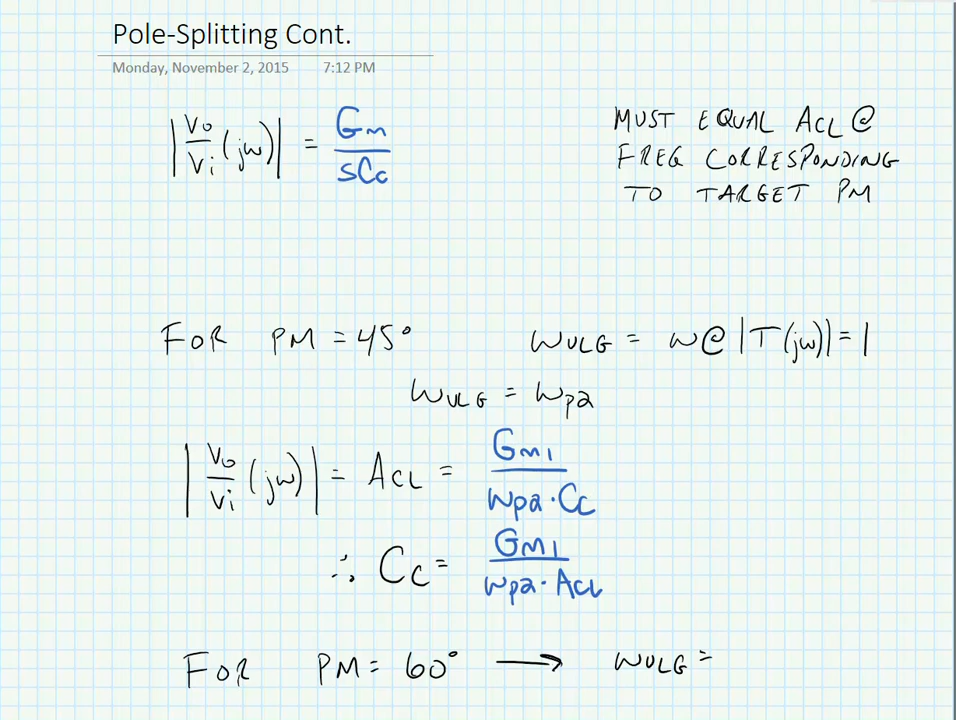 Pole-Splitting Cont.
Monday, November 2, 2015 7:12 PM
|Vo/Vi (jω)| = Gm/sCc
MUST EQUAL ACL @
FREG CORRESPONDING
TO TARGET PM
FOR PM = 45° ωULG = ω@ |T(jω)| = 1
ωULG = ωp2
|Vo/Vi (jω)| = ACL = Gm1/ωp2·Cc
∴ Cc = Gm1/ωp2·ACL
FOR PM = 60° → ωULG =